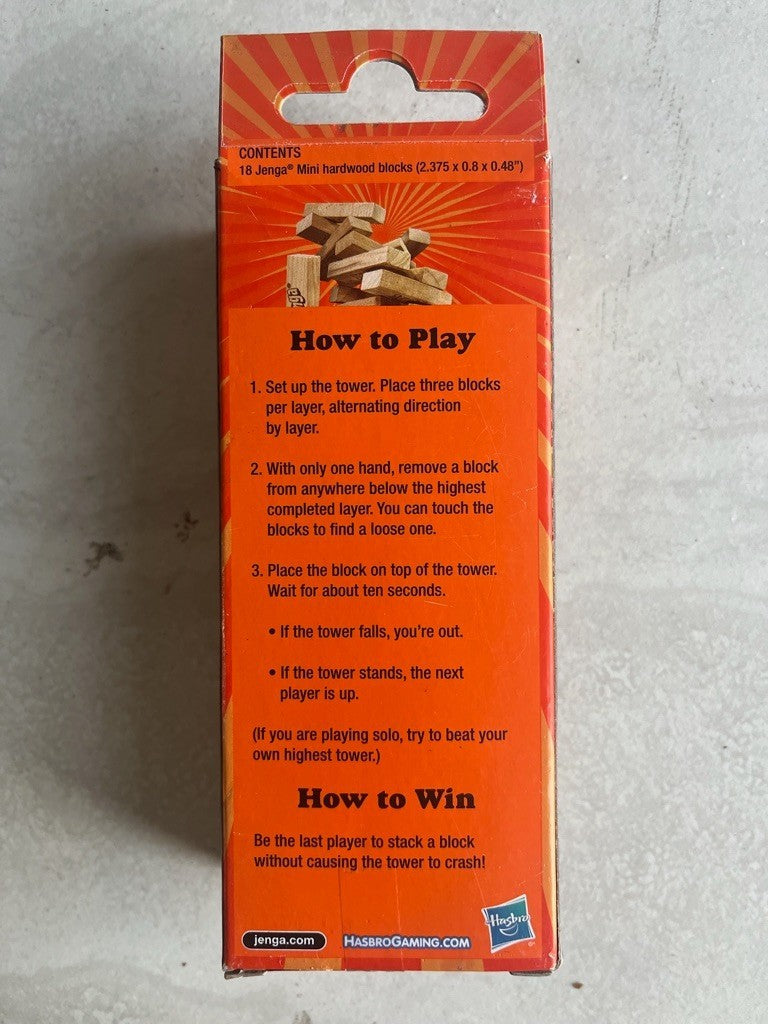 CONTENTS
18 Jenga® Mini hardwood blocks (2.375 x 0.8 x 0.48")
How to Play
1. Set up the tower. Place three blocks
per layer, alternating direction
by layer.
2. With only one hand, remove a block
from anywhere below the highest
completed layer. You can touch the
blocks to find a loose one.
3. Place the block on top of the tower.
Wait for about ten seconds.
• If the tower falls, you're out.
• If the tower stands, the next
player is up.
(If you are playing solo, try to beat your
own highest tower.)
How to Win
Be the last player to stack a block
without causing the tower to crash!
jenga.com
HASBROGAMING.COM
Hasbro